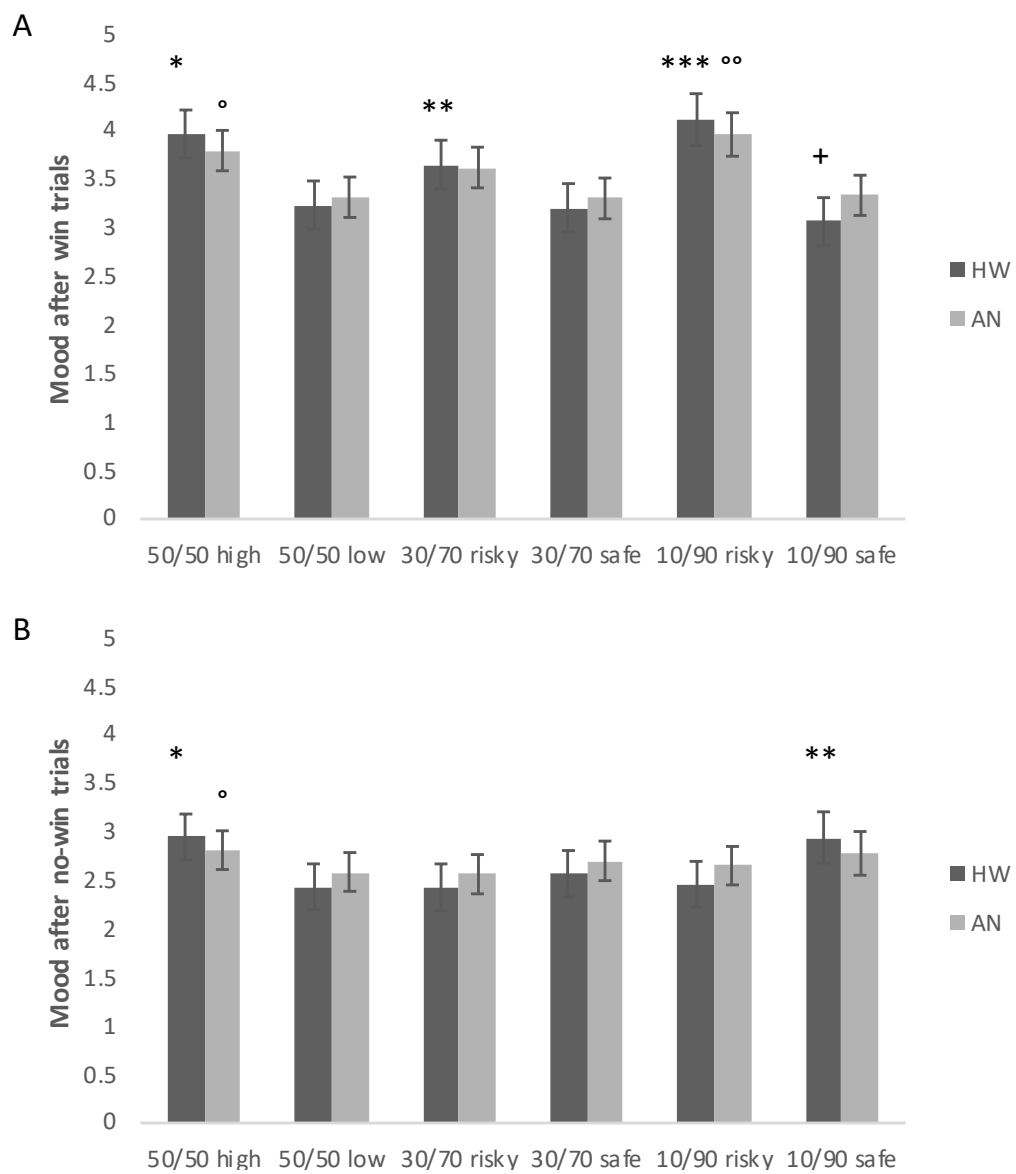 A
Mood after win trials
5
4.5
4
3.5
3
2.5
2
1.5
1
0.5
0
* ° ** *** °° +
50/50 high 50/50 low 30/70 risky 30/70 safe 10/90 risky 10/90 safe
HW
AN
B
Mood after no-win trials
5
4.5
4
3.5
3
2.5
2
1.5
1
0.5
0
* ° **
50/50 high 50/50 low 30/70 risky 30/70 safe 10/90 risky 10/90 safe
HW
AN